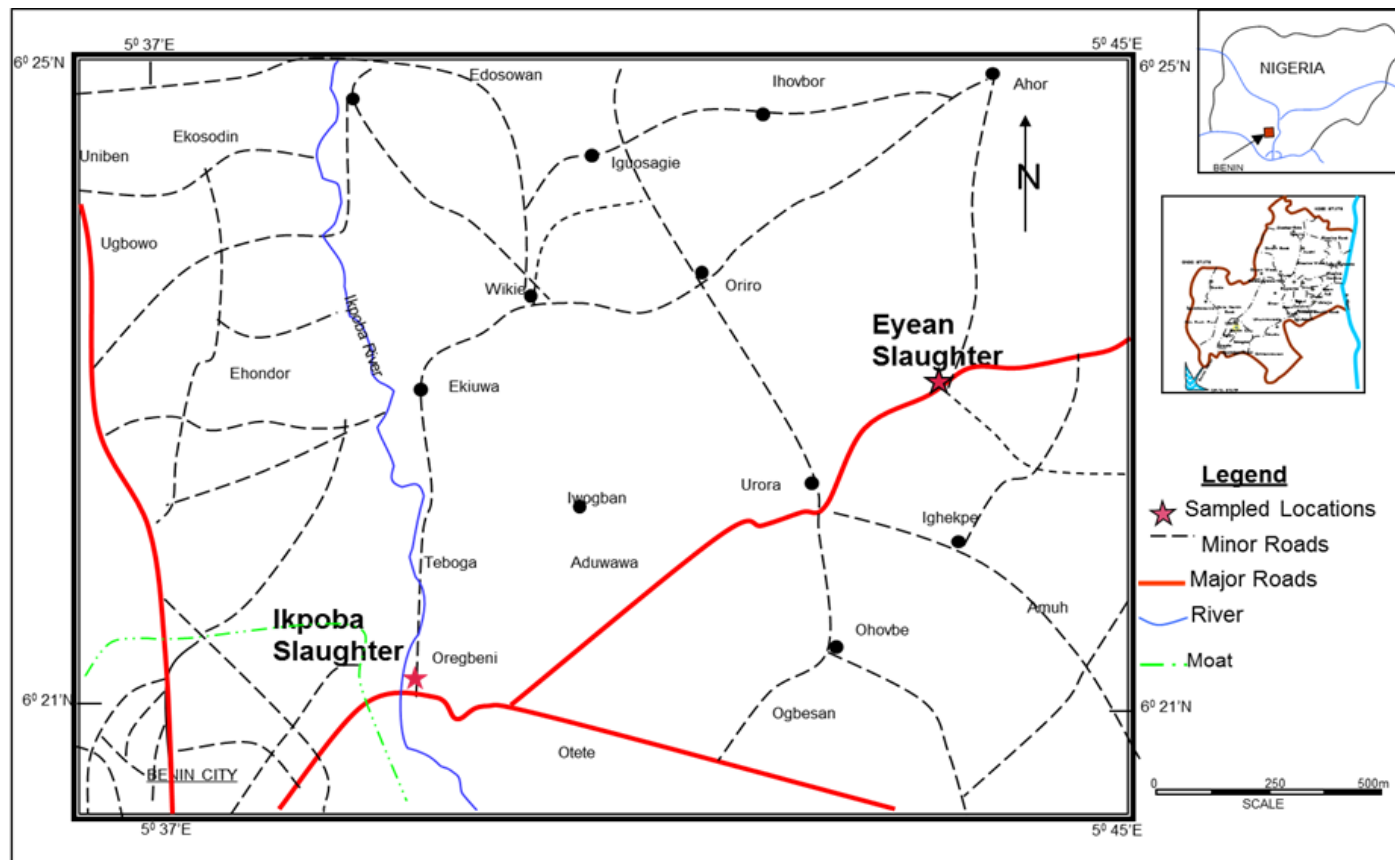 5⁰ 37'E
5⁰ 45'E
6⁰ 25'N
6⁰ 25'N
NIGERIA
BENIN
Edosowan
Ihovbor
Ahor
Ekosodin
Uniben
Iguosagie
N
Ugbowo
Wikie
Oriro
Ikpoba River
Eyean
Slaughter
Ehondor
Ekiuwa
Urora
Iwogban
Ighekpe
Teboga
Aduwawa
Amuh
Ikpoba
Slaughter
Oregbeni
Ohovbe
6⁰ 21'N
6⁰ 21'N
Ogbesan
Otete
BENIN CITY
5⁰ 37'E
5⁰ 45'E
Legend
Sampled Locations
Minor Roads
Major Roads
River
Moat
0 250 500m
SCALE